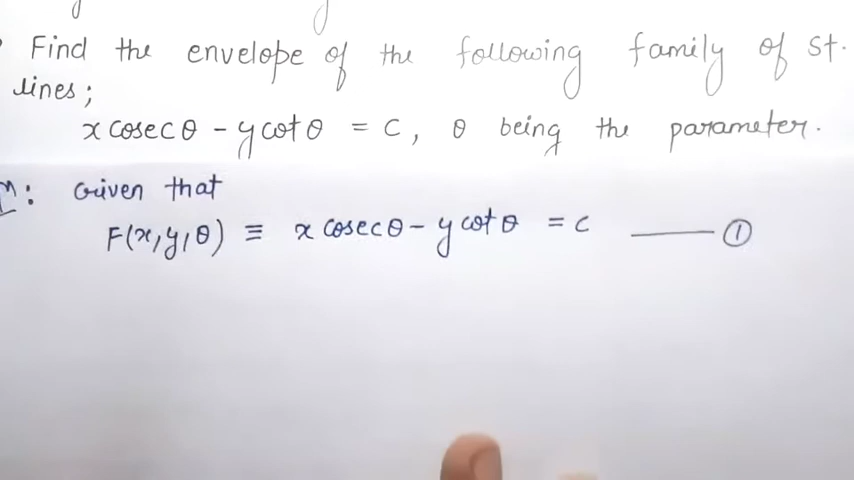 Find the envelope of the following family of st.
lines;
x cosec θ - y cot θ = c, θ being the parameter.
Given that
F(x, y, θ) ≡ x cosec θ - y cot θ = c ——— ①